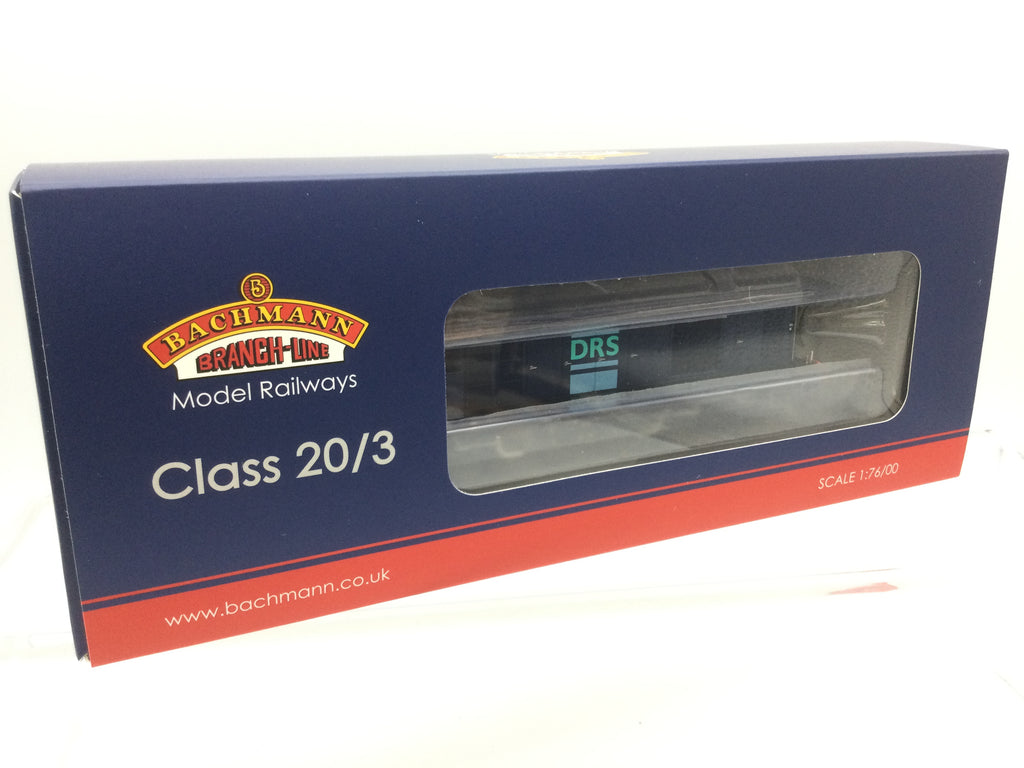 BACHMANN
BRANCH-LINE
Model Railways
Class 20/3
DRS
SCALE 1:76/00
www.bachmann.co.uk